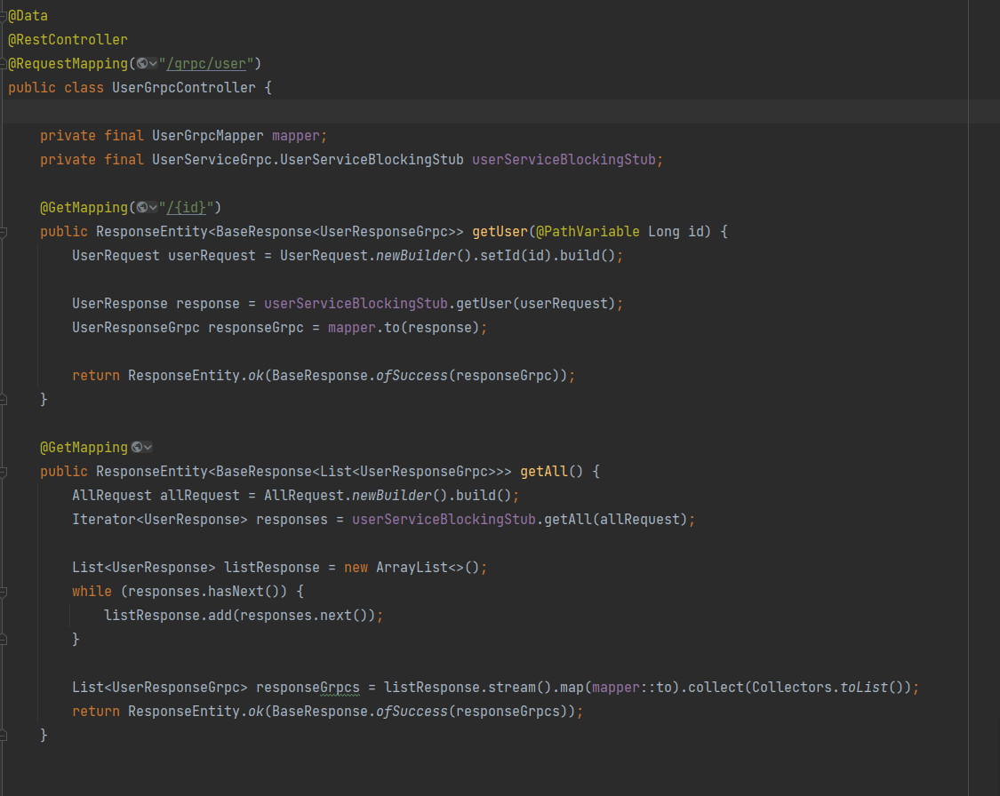 @Data
@RestController
@RequestMapping("/grpc/user")
public class UserGrpcController {
private final UserGrpcMapper mapper;
private final UserServiceGrpc.UserServiceBlockingStub userServiceBlockingStub;
@GetMapping("/{id}")
public ResponseEntity<BaseResponse<UserResponseGrpc>> getUser(@PathVariable Long id) {
UserRequest userRequest = UserRequest.newBuilder().setId(id).build();
UserResponse response = userServiceBlockingStub.getUser(userRequest);
UserResponseGrpc responseGrpc = mapper.to(response);
return ResponseEntity.ok(BaseResponse.ofSuccess(responseGrpc));
}
@GetMapping
public ResponseEntity<BaseResponse<List<UserResponseGrpc>>> getAll() {
AllRequest allRequest = AllRequest.newBuilder().build();
Iterator<UserResponse> responses = userServiceBlockingStub.getAll(allRequest);
List<UserResponse> listResponse = new ArrayList<>();
while (responses.hasNext()) {
listResponse.add(responses.next());
}
List<UserResponseGrpc> responseGrpcs = listResponse.stream().map(mapper::to).collect(Collectors.toList());
return ResponseEntity.ok(BaseResponse.ofSuccess(responseGrpcs));
}